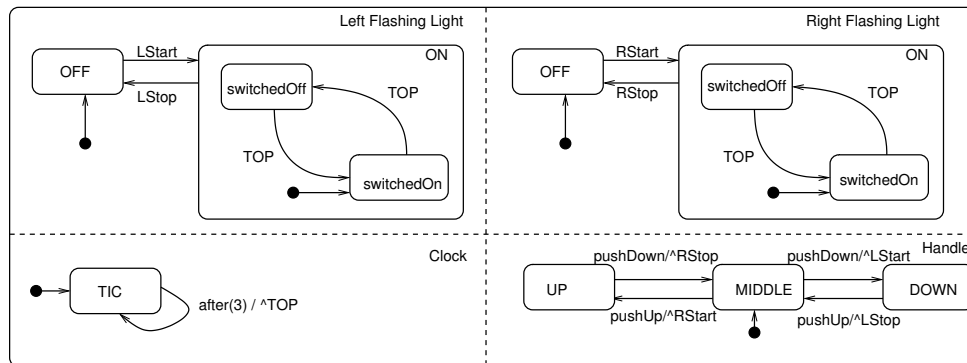 Left Flashing Light
LStart
ON
OFF
switchedOff
LStop
TOP
TOP
switchedOn
Right Flashing Light
RStart
ON
OFF
switchedOff
RStop
TOP
TOP
switchedOn
Clock
TIC
after(3) / ^TOP
Handle
pushDown/^RStop
pushDown/^LStart
UP
MIDDLE
DOWN
pushUp/^RStart
pushUp/^LStop